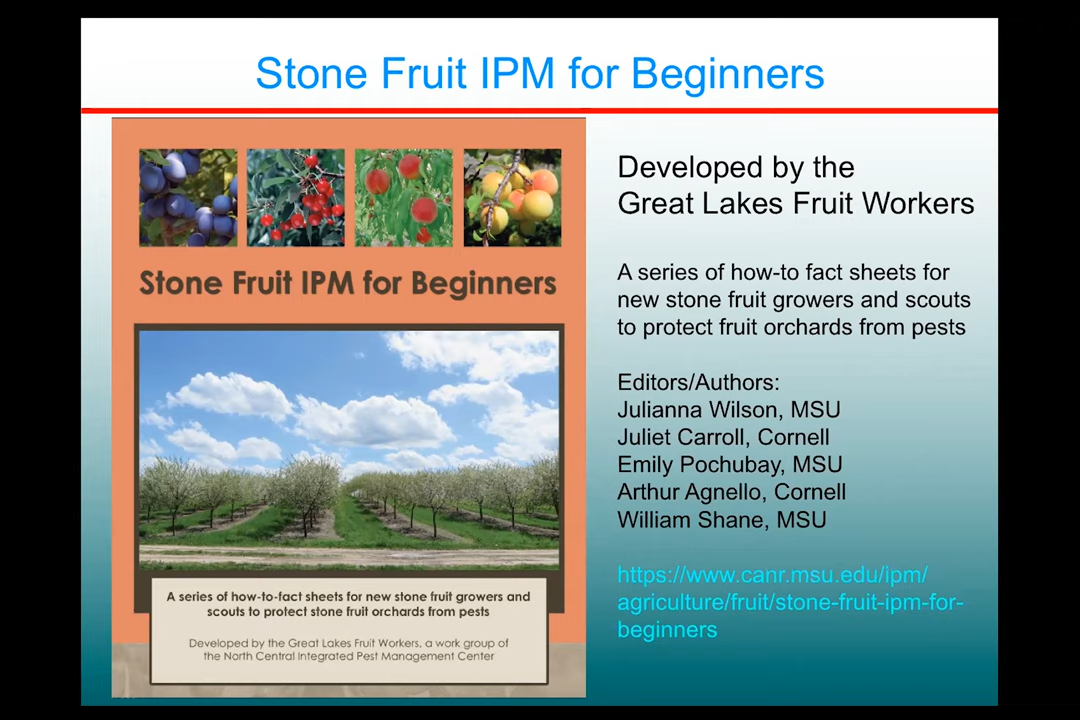 Stone Fruit IPM for Beginners
Stone Fruit IPM for Beginners
A series of how-to-fact sheets for new stone fruit growers and
scouts to protect stone fruit orchards from pests
Developed by the Great Lakes Fruit Workers, a work group of
the North Central Integrated Pest Management Center
Developed by the
Great Lakes Fruit Workers
A series of how-to fact sheets for
new stone fruit growers and scouts
to protect fruit orchards from pests
Editors/Authors:
Julianna Wilson, MSU
Juliet Carroll, Cornell
Emily Pochubay, MSU
Arthur Agnello, Cornell
William Shane, MSU
https://www.canr.msu.edu/ipm/
agriculture/fruit/stone-fruit-ipm-for-
beginners